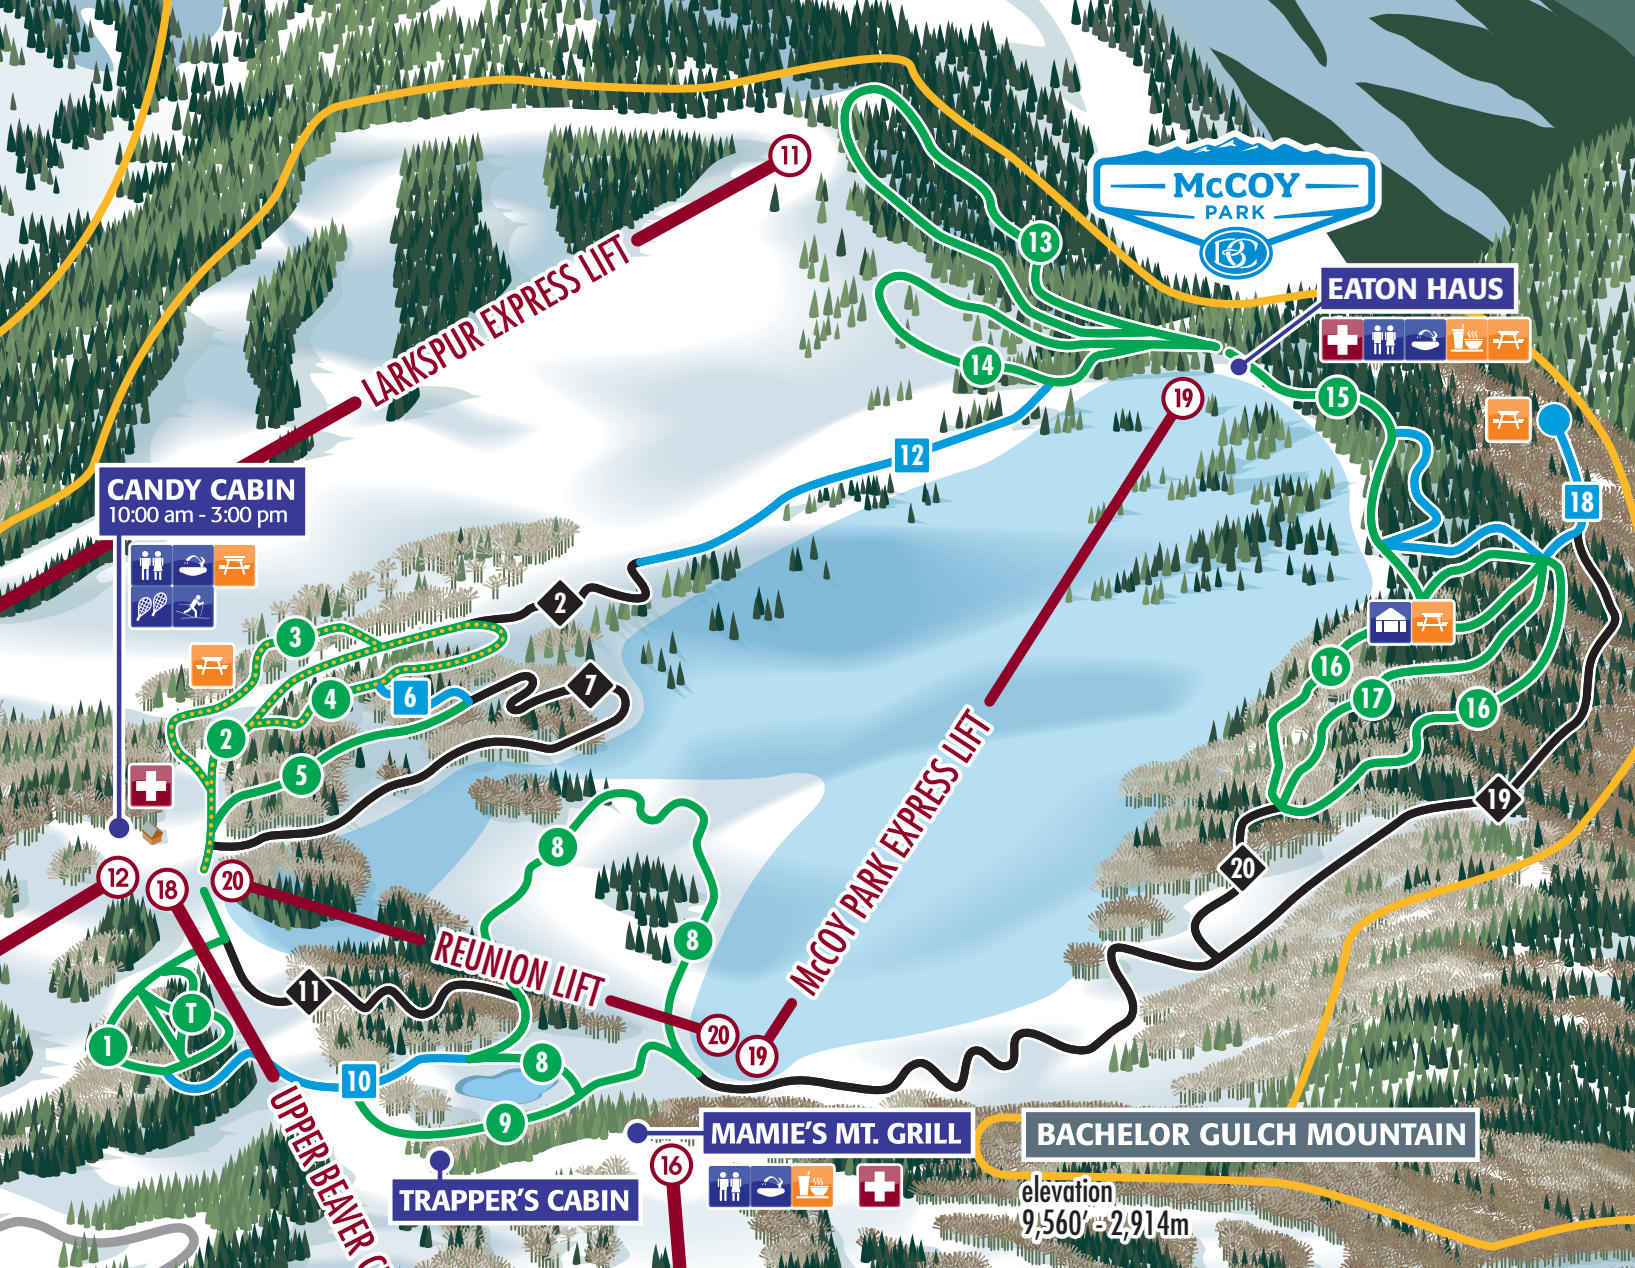 11
13
McCOY
PARK
BC
EATON HAUS
LARKSPUR EXPRESS LIFT
14
19
15
12
18
CANDY CABIN
10:00 am - 3:00 pm
2
3
7
4
6
2
5
16
17
16
McCOY PARK EXPRESS LIFT
8
19
20
12
18
20
8
REUNION LIFT
11
T
1
20
19
8
10
9
UPPER BEAVER
MAMIE'S MT. GRILL
BACHELOR GULCH MOUNTAIN
16
TRAPPER'S CABIN
elevation
9,560' - 2,914m